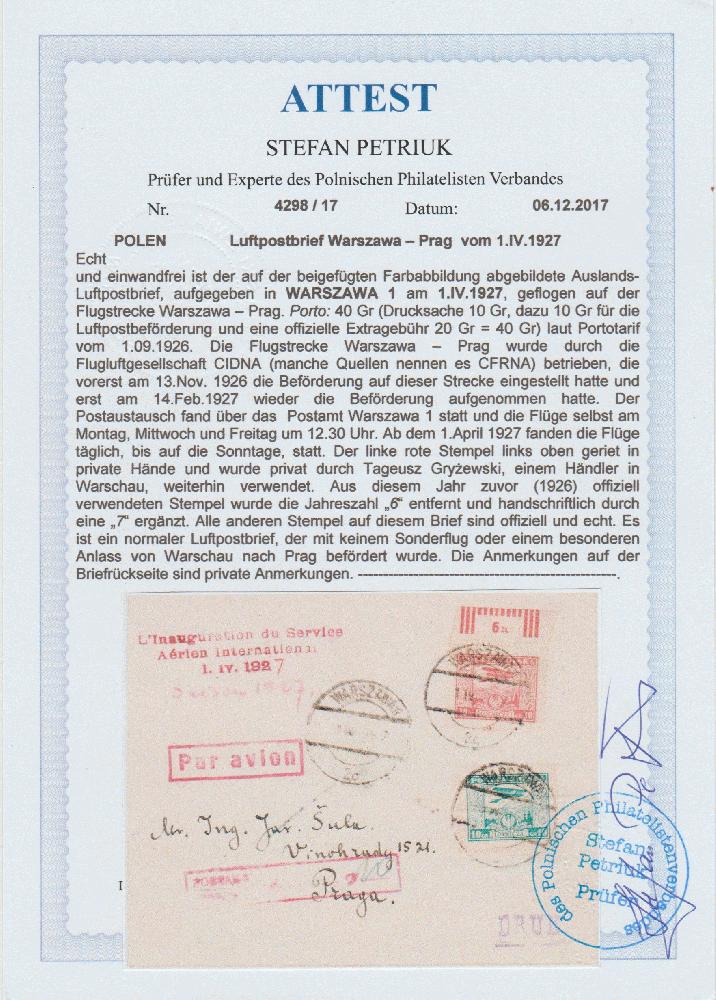 ATTEST
STEFAN PETRIUK
Prüfer und Experte des Polnischen Philatelisten Verbandes
Nr. 4298 / 17 Datum: 06.12.2017
POLEN Luftpostbrief Warszawa – Prag vom 1.IV.1927
Echt
und einwandfrei ist der auf der beigefügten Farbabbildung abgebildete Auslands-
Luftpostbrief, aufgegeben in WARSZAWA 1 am 1.IV.1927, geflogen auf der
Flugstrecke Warszawa – Prag. Porto: 40 Gr (Drucksache 10 Gr, dazu 10 Gr für die
Luftpostbeförderung und eine offizielle Extragebühr 20 Gr = 40 Gr) laut Portotarif
vom 1.09.1926. Die Flugstrecke Warszawa – Prag wurde durch die
Flugluftgesellschaft CIDNA (manche Quellen nennen es CFRNA) betrieben, die
vorerst am 13.Nov. 1926 die Beförderung auf dieser Strecke eingestellt hatte und
erst am 14.Feb.1927 wieder die Beförderung aufgenommen hatte. Der
Postaustausch fand über das Postamt Warszawa 1 statt und die Flüge selbst am
Montag, Mittwoch und Freitag um 12.30 Uhr. Ab dem 1.April 1927 fanden die Flüge
täglich, bis auf die Sonntage, statt. Der linke rote Stempel links oben geriet in
private Hände und wurde privat durch Tageusz Gryżewski, einem Händler in
Warschau, weiterhin verwendet. Aus diesem Jahr zuvor (1926) offiziell
verwendeten Stempel wurde die Jahreszahl „6“ entfernt und handschriftlich durch
eine „7“ ergänzt. Alle anderen Stempel auf diesem Brief sind offiziell und echt. Es
ist ein normaler Luftpostbrief, der mit keinem Sonderflug oder einem besonderen
Anlass von Warschau nach Prag befördert wurde. Die Anmerkungen auf der
Briefrückseite sind private Anmerkungen. ----------------------------------------------------.
L'Inauguration du Service
Aérien International
1. IV. 1927
WARSZAWA
WARSZAWA
Par avion
WARSZAWA
Mr. Ing. Jar. Šula.
Vinohrady 1521.
Praga.
DRUK
des Polnischen Philatelistenverbandes
Stefan
Petriuk
Prüfer